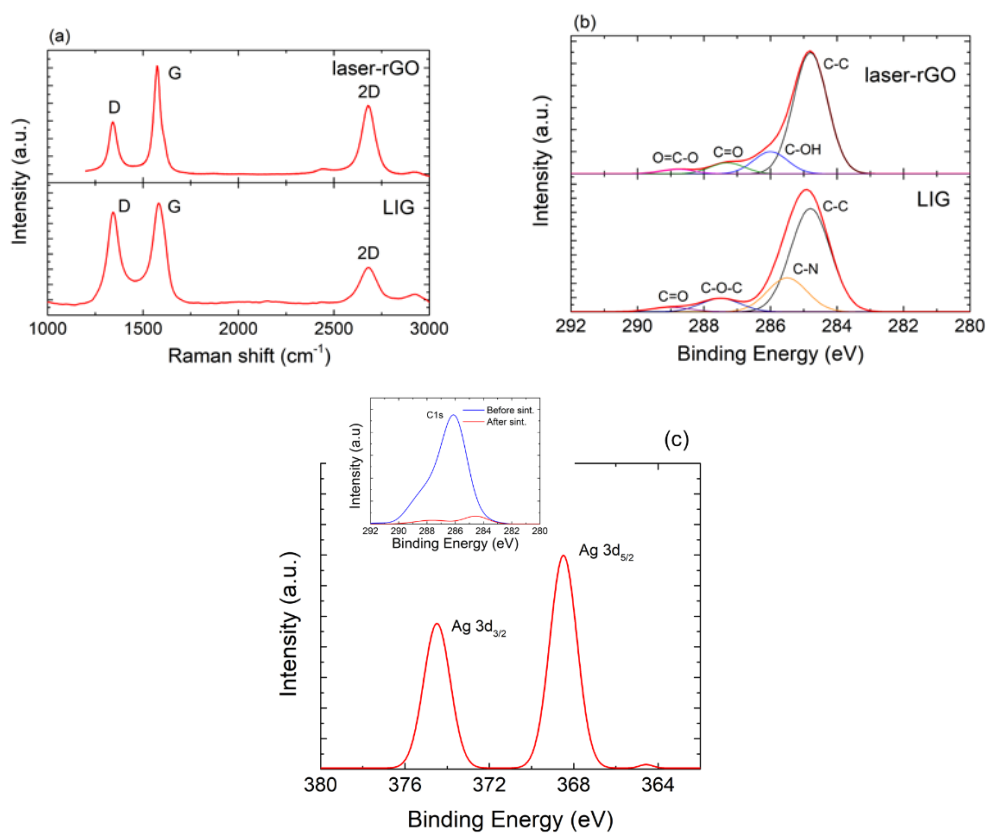 (a)
laser-rGO
D
G
2D
LIG
D
G
2D
Intensity (a.u.)
1000 1500 2000 2500 3000
Raman shift (cm⁻¹)
(b)
laser-rGO
C-C
C-OH
C=O
O=C-O
LIG
C-C
C-N
C-O-C
C=O
Intensity (a.u.)
292 290 288 286 284 282 280
Binding Energy (eV)
C1s
Before sint.
After sint.
Intensity (a.u)
292 290 288 286 284 282 280
Binding Energy (eV)
(c)
Ag 3d₅/₂
Ag 3d₃/₂
Intensity (a.u.)
380 376 372 368 364
Binding Energy (eV)